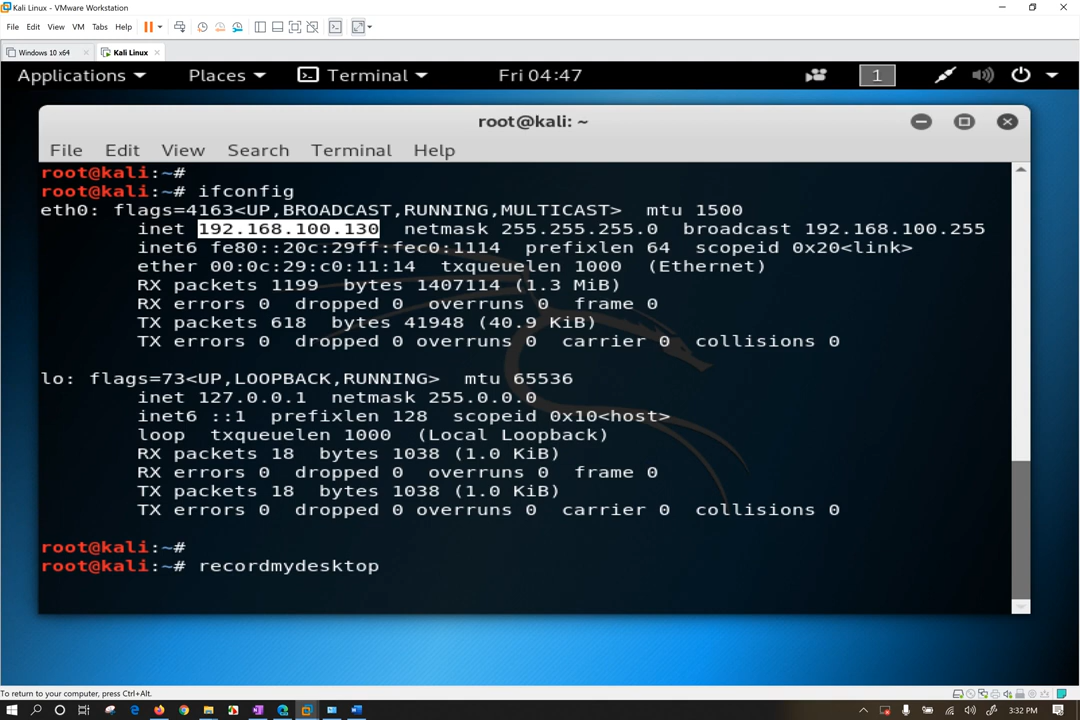 Kali Linux - VMware Workstation
File Edit View VM Tabs Help
Windows 10 x64 Kali Linux
Applications Places Terminal Fri 04:47 1
root@kali: ~
File Edit View Search Terminal Help
root@kali:~#
root@kali:~# ifconfig
eth0: flags=4163<UP,BROADCAST,RUNNING,MULTICAST> mtu 1500
inet 192.168.100.130 netmask 255.255.255.0 broadcast 192.168.100.255
inet6 fe80::20c:29ff:fec0:1114 prefixlen 64 scopeid 0x20<link>
ether 00:0c:29:c0:11:14 txqueuelen 1000 (Ethernet)
RX packets 1199 bytes 1407114 (1.3 MiB)
RX errors 0 dropped 0 overruns 0 frame 0
TX packets 618 bytes 41948 (40.9 KiB)
TX errors 0 dropped 0 overruns 0 carrier 0 collisions 0
lo: flags=73<UP,LOOPBACK,RUNNING> mtu 65536
inet 127.0.0.1 netmask 255.0.0.0
inet6 ::1 prefixlen 128 scopeid 0x10<host>
loop txqueuelen 1000 (Local Loopback)
RX packets 18 bytes 1038 (1.0 KiB)
RX errors 0 dropped 0 overruns 0 frame 0
TX packets 18 bytes 1038 (1.0 KiB)
TX errors 0 dropped 0 overruns 0 carrier 0 collisions 0
root@kali:~#
root@kali:~# recordmydesktop
To return to your computer, press Ctrl+Alt.
3:32 PM